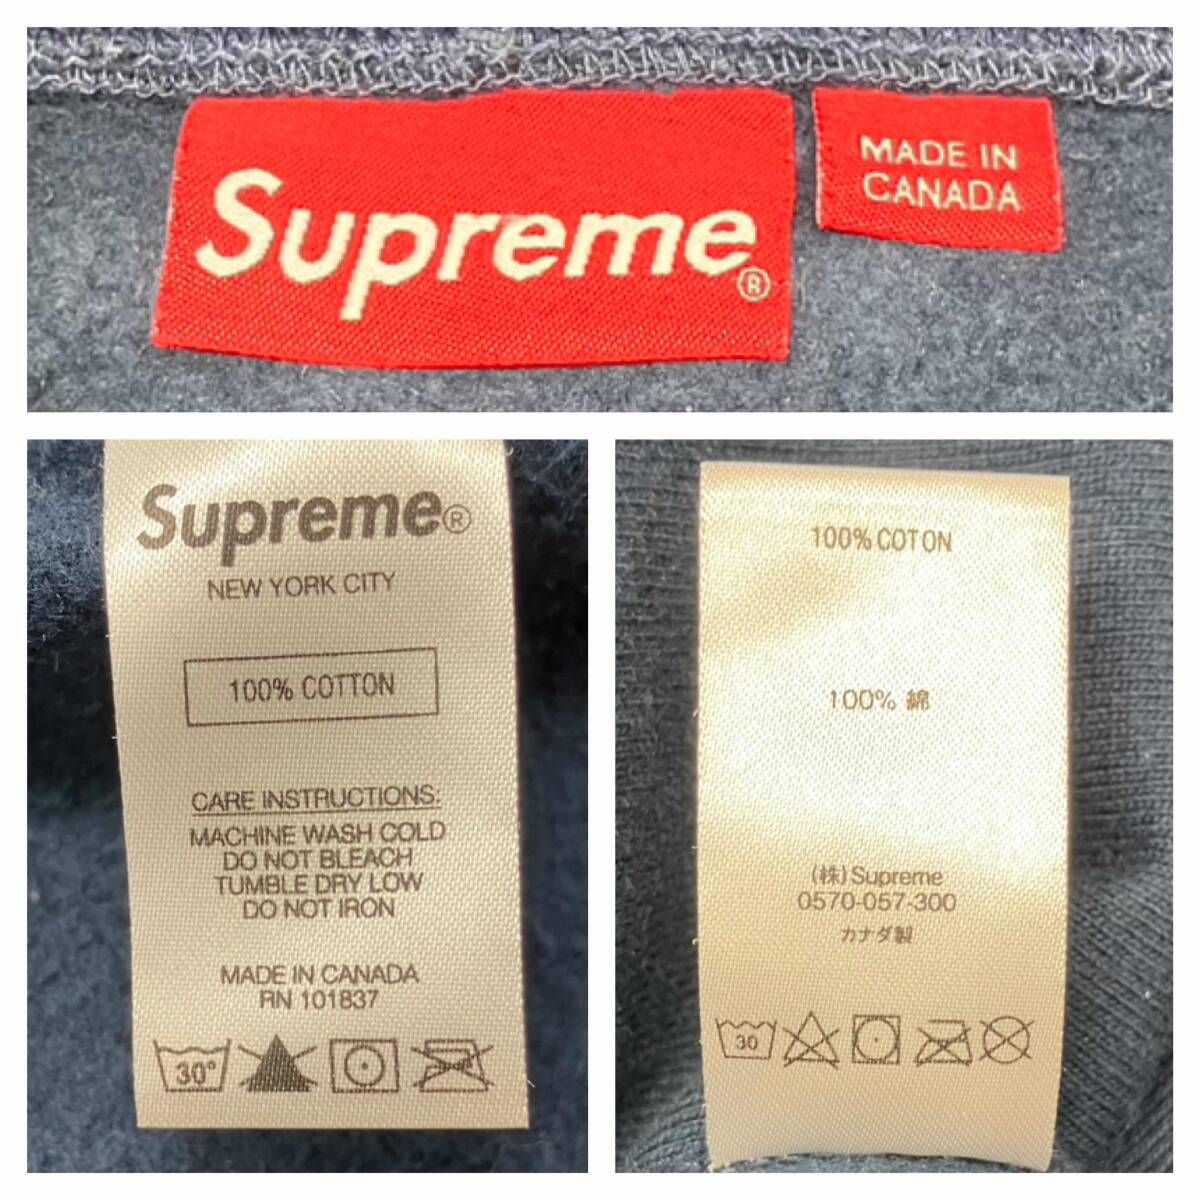 Supreme®
MADE IN
CANADA
Supreme®
NEW YORK CITY
100% COTTON
CARE INSTRUCTIONS:
MACHINE WASH COLD
DO NOT BLEACH
TUMBLE DRY LOW
DO NOT IRON
MADE IN CANADA
RN 101837
30°
100% COTON
100% 綿
(株) Supreme
0570-057-300
カナダ製
30